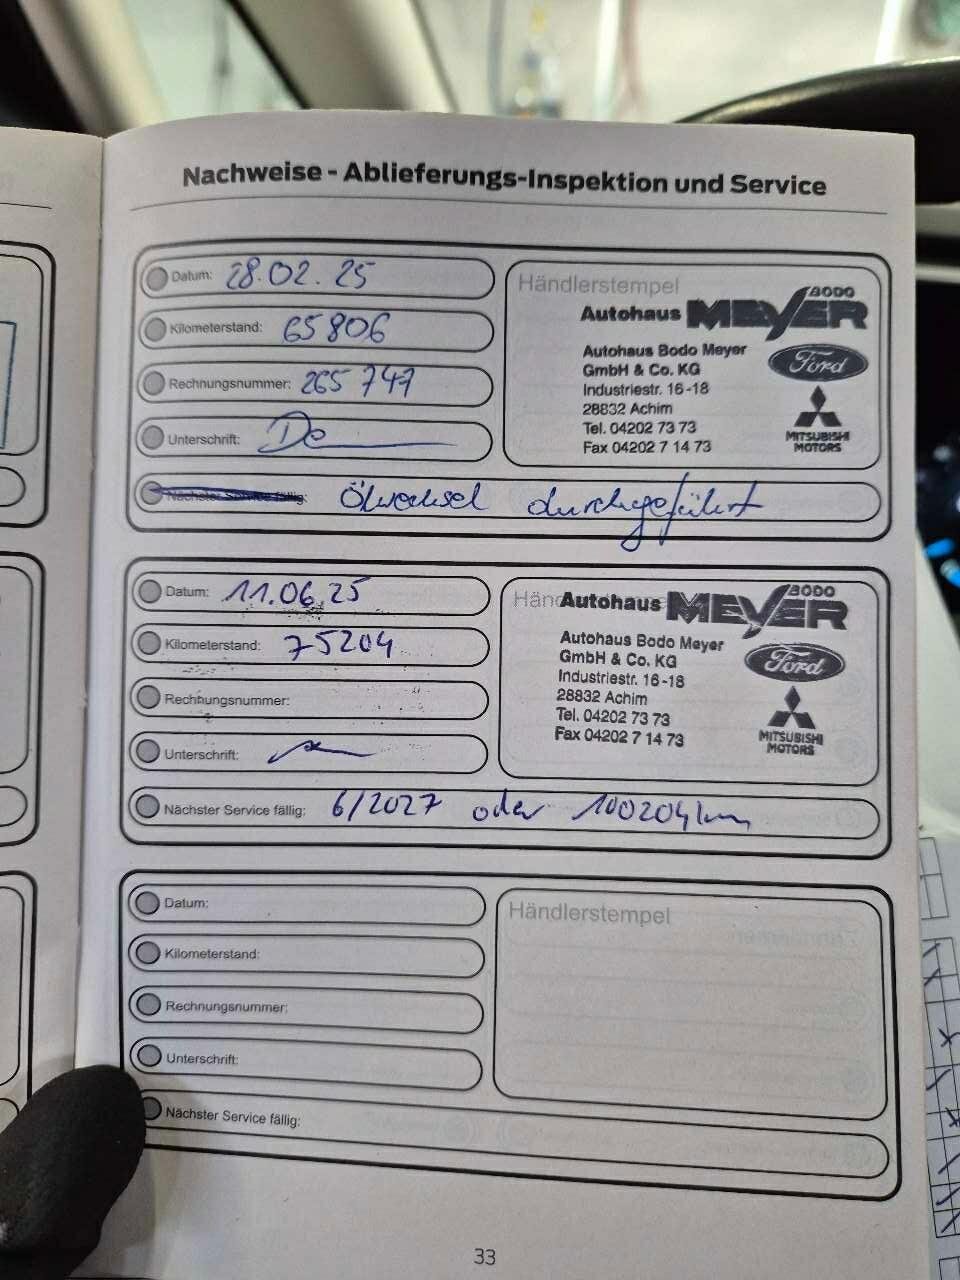 Nachweise - Ablieferungs-Inspektion und Service
Datum: 28.02.25
Kilometerstand: 65806
Rechnungsnummer: 265747
Unterschrift: De
Nächster Service fällig: Ölwechsel durchgeführt
Händlerstempel
Autohaus MEYER BODO
Autohaus Bodo Meyer
GmbH & Co. KG
Industriestr. 16-18
28832 Achim
Tel. 04202 73 73
Fax 04202 7 14 73
Ford
MITSUBISHI
MOTORS
Datum: 11.06.25
Kilometerstand: 75204
Rechnungsnummer:
Unterschrift:
Nächster Service fällig: 6/2027 oder 100204km
Autohaus MEYER BODO
Autohaus Bodo Meyer
GmbH & Co. KG
Industriestr. 16-18
28832 Achim
Tel. 04202 73 73
Fax 04202 7 14 73
Ford
MITSUBISHI
MOTORS
Datum:
Kilometerstand:
Rechnungsnummer:
Unterschrift:
Nächster Service fällig:
Händlerstempel
33